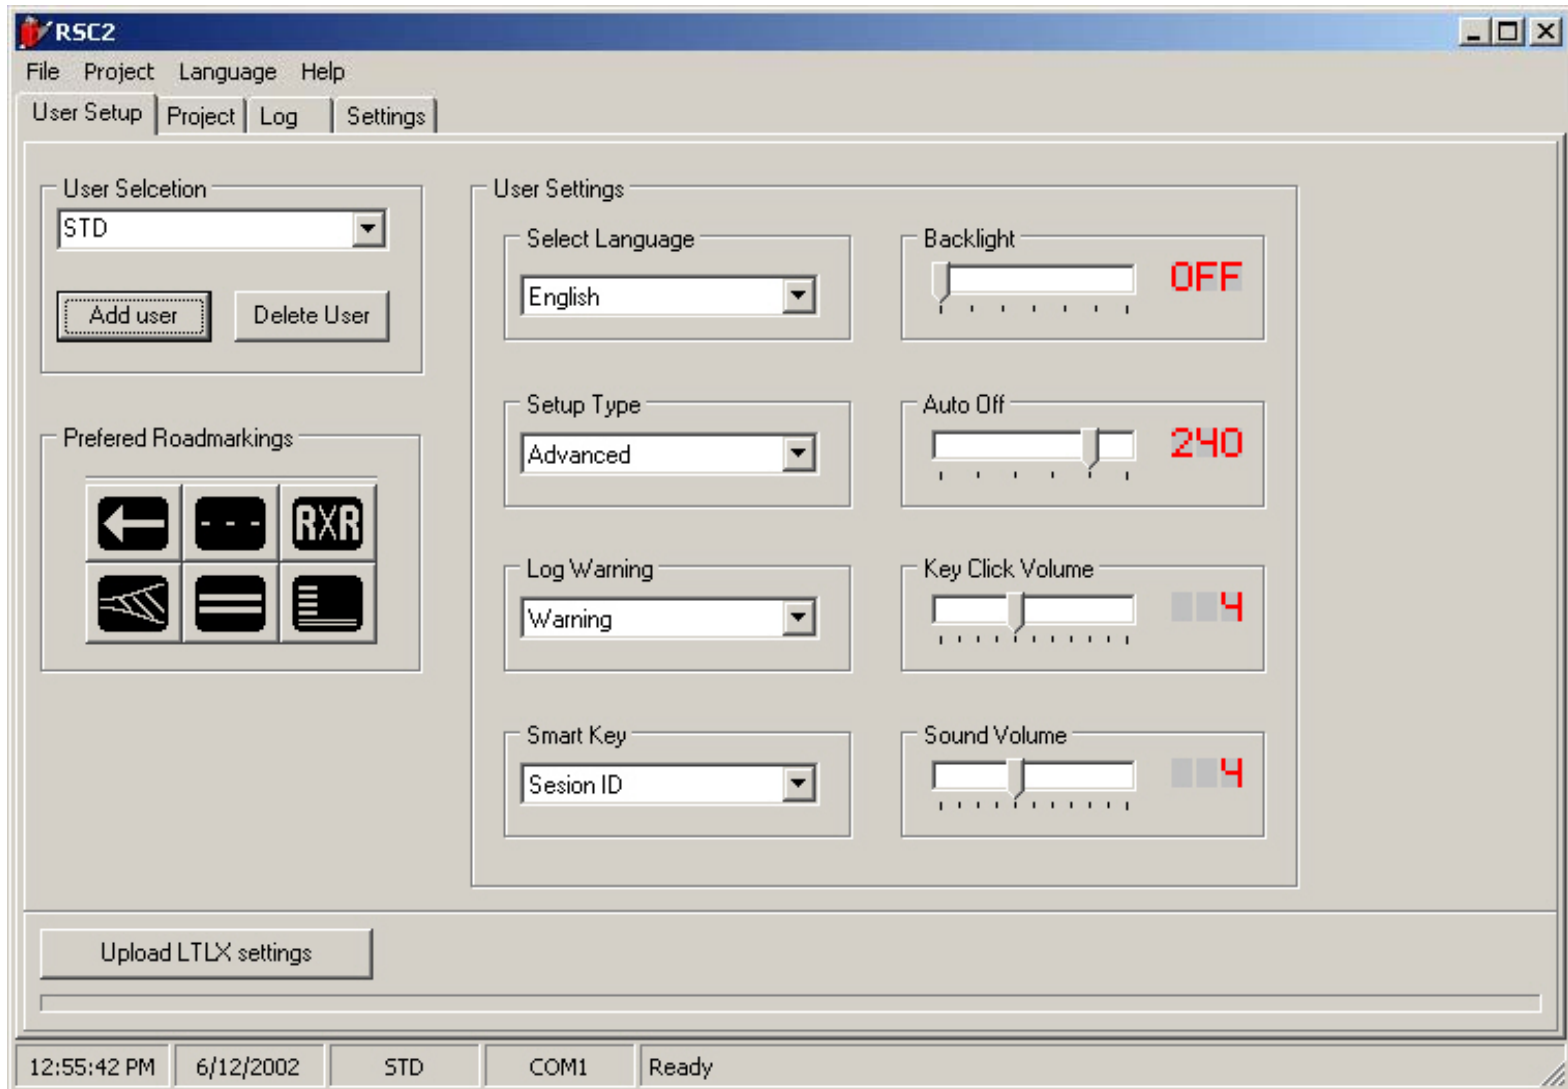 RSC2
File Project Language Help
User Setup Project Log Settings
User Selcetion
STD
Add user Delete User
Prefered Roadmarkings
RXR
User Settings
Select Language
English
Backlight
OFF
Setup Type
Advanced
Auto Off
240
Log Warning
Warning
Key Click Volume
4
Smart Key
Sesion ID
Sound Volume
4
Upload LTLX settings
12:55:42 PM 6/12/2002 STD COM1 Ready